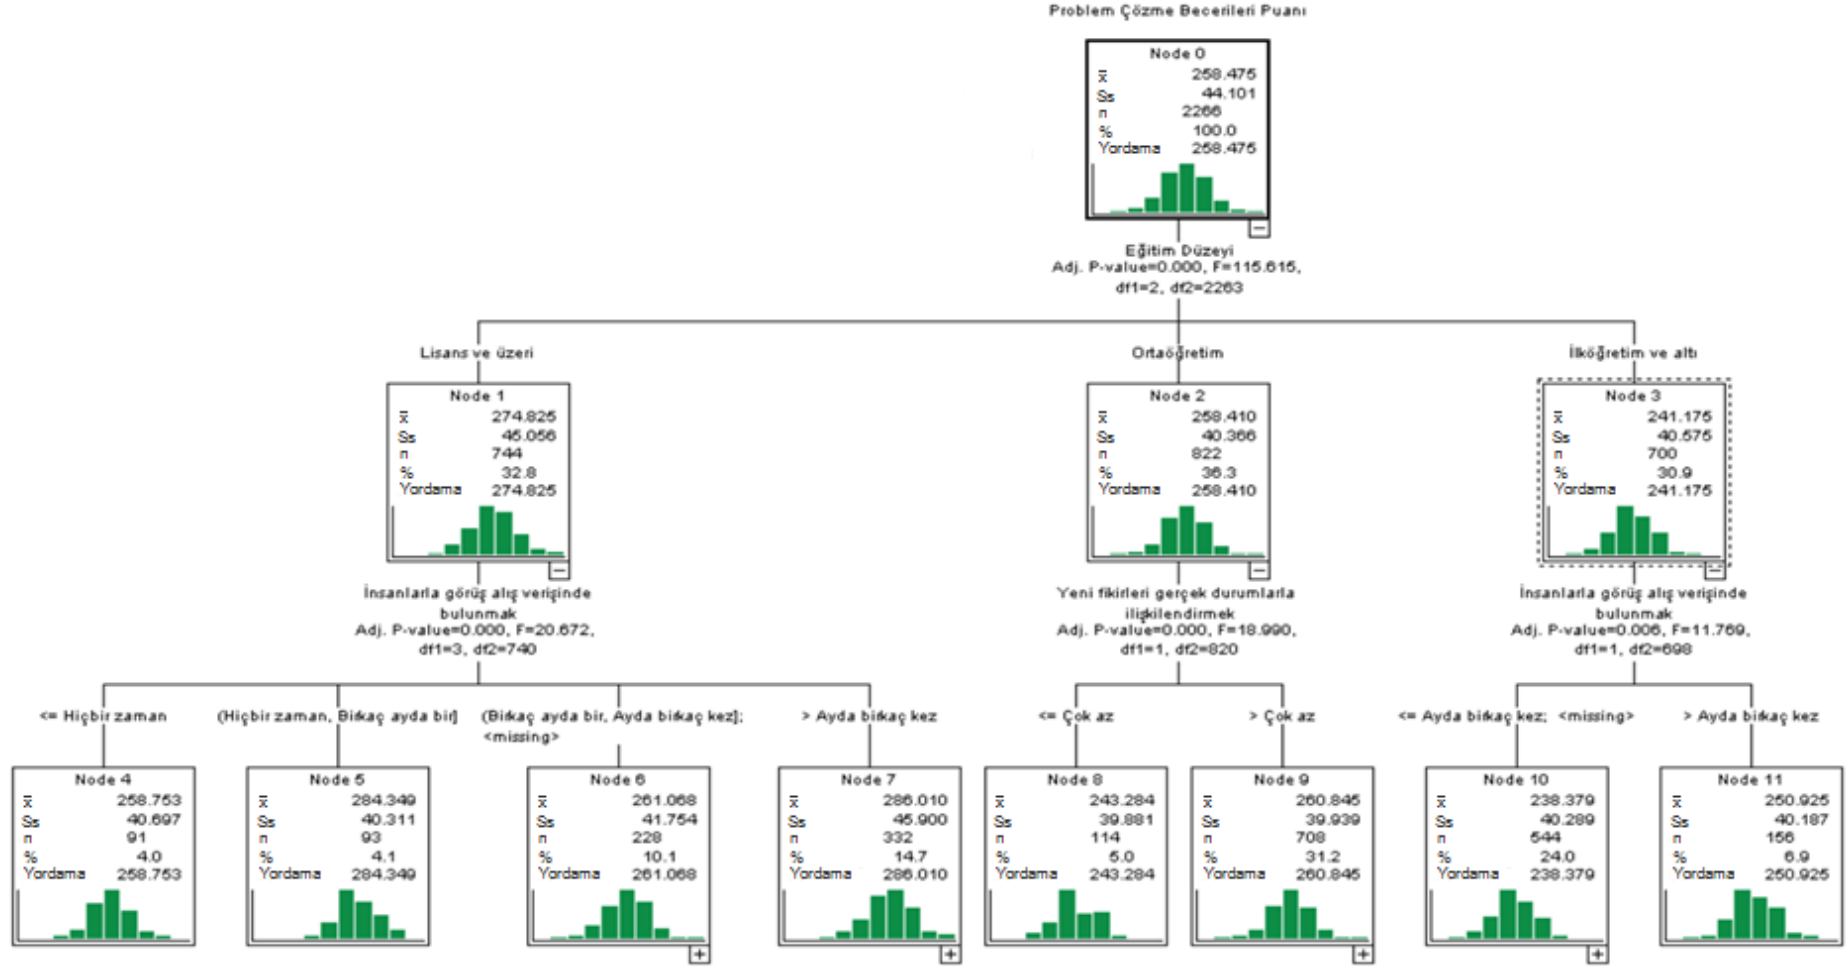 Problem Çözme Becerileri Puanı
Node 0
x̄ 258.475
Ss 44.101
n 2266
% 100.0
Yordama 258.475
Eğitim Düzeyi
Adj. P-value=0.000, F=115.615,
df1=2, df2=2263
Lisans ve üzeri
Node 1
x̄ 274.825
Ss 45.056
n 744
% 32.8
Yordama 274.825
İnsanlarla görüş alış verişinde
bulunmak
Adj. P-value=0.000, F=20.672,
df1=3, df2=740
Ortaöğretim
Node 2
x̄ 258.410
Ss 40.366
n 822
% 36.3
Yordama 258.410
Yeni fikirleri gerçek durumlarla
ilişkilendirmek
Adj. P-value=0.000, F=18.990,
df1=1, df2=820
İlköğretim ve altı
Node 3
x̄ 241.175
Ss 40.575
n 700
% 30.9
Yordama 241.175
İnsanlarla görüş alış verişinde
bulunmak
Adj. P-value=0.006, F=11.769,
df1=1, df2=698
<= Hiçbir zaman
Node 4
x̄ 258.753
Ss 40.697
n 91
% 4.0
Yordama 258.753
(Hiçbir zaman, Birkaç ayda bir]
Node 5
x̄ 284.349
Ss 40.311
n 93
% 4.1
Yordama 284.349
(Birkaç ayda bir, Ayda birkaç kez];
<missing>
Node 6
x̄ 261.068
Ss 41.754
n 228
% 10.1
Yordama 261.068
> Ayda birkaç kez
Node 7
x̄ 286.010
Ss 45.900
n 332
% 14.7
Yordama 286.010
<= Çok az
Node 8
x̄ 243.284
Ss 39.881
n 114
% 5.0
Yordama 243.284
> Çok az
Node 9
x̄ 260.845
Ss 39.939
n 708
% 31.2
Yordama 260.845
<= Ayda birkaç kez; <missing>
Node 10
x̄ 238.379
Ss 40.289
n 544
% 24.0
Yordama 238.379
> Ayda birkaç kez
Node 11
x̄ 250.925
Ss 40.187
n 156
% 6.9
Yordama 250.925